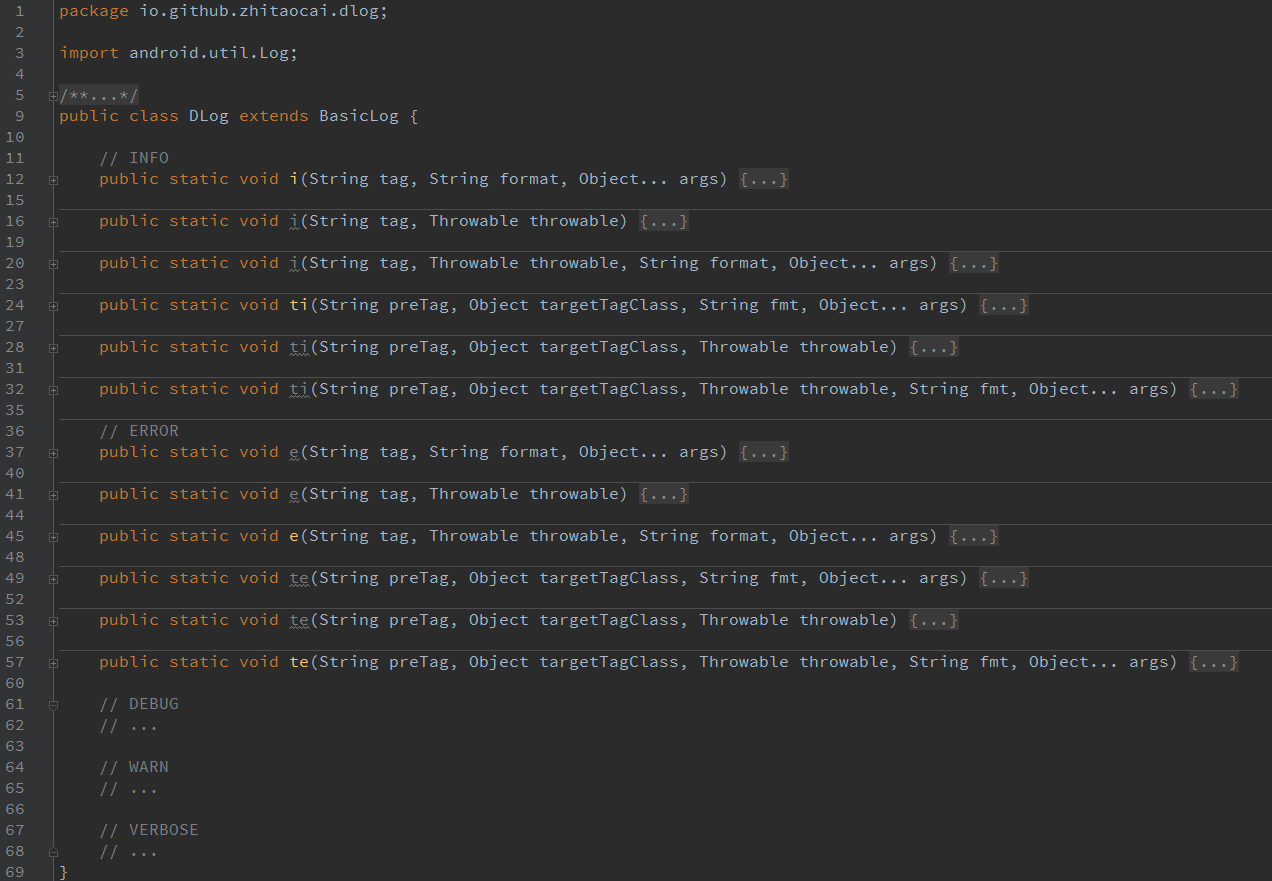 1 package io.github.zhitaocai.dlog;
2
3 import android.util.Log;
4
5 /**...*/
9 public class DLog extends BasicLog {
10
11 // INFO
12 public static void i(String tag, String format, Object... args) {...}
15
16 public static void i(String tag, Throwable throwable) {...}
19
20 public static void i(String tag, Throwable throwable, String format, Object... args) {...}
23
24 public static void ti(String preTag, Object targetTagClass, String fmt, Object... args) {...}
27
28 public static void ti(String preTag, Object targetTagClass, Throwable throwable) {...}
31
32 public static void ti(String preTag, Object targetTagClass, Throwable throwable, String fmt, Object... args) {...}
35
36 // ERROR
37 public static void e(String tag, String format, Object... args) {...}
40
41 public static void e(String tag, Throwable throwable) {...}
44
45 public static void e(String tag, Throwable throwable, String format, Object... args) {...}
48
49 public static void te(String preTag, Object targetTagClass, String fmt, Object... args) {...}
52
53 public static void te(String preTag, Object targetTagClass, Throwable throwable) {...}
56
57 public static void te(String preTag, Object targetTagClass, Throwable throwable, String fmt, Object... args) {...}
60
61 // DEBUG
62 // ...
63
64 // WARN
65 // ...
66
67 // VERBOSE
68 // ...
69 }